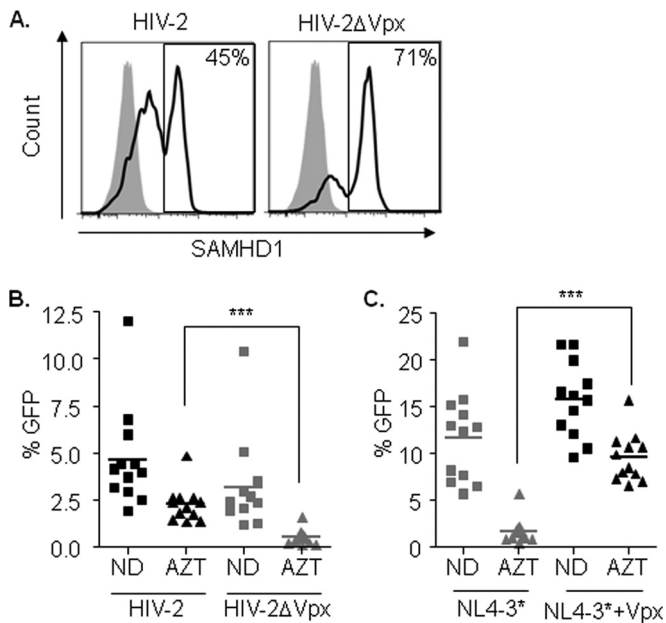 A.
HIV-2
HIV-2ΔVpx
45%
71%
Count
SAMHD1
B.
***
12.5
10.0
7.5
5.0
2.5
0.0
% GFP
ND
AZT
ND
AZT
HIV-2
HIV-2ΔVpx
C.
***
25
20
15
10
5
0
% GFP
ND
AZT
ND
AZT
NL4-3*
NL4-3*+Vpx